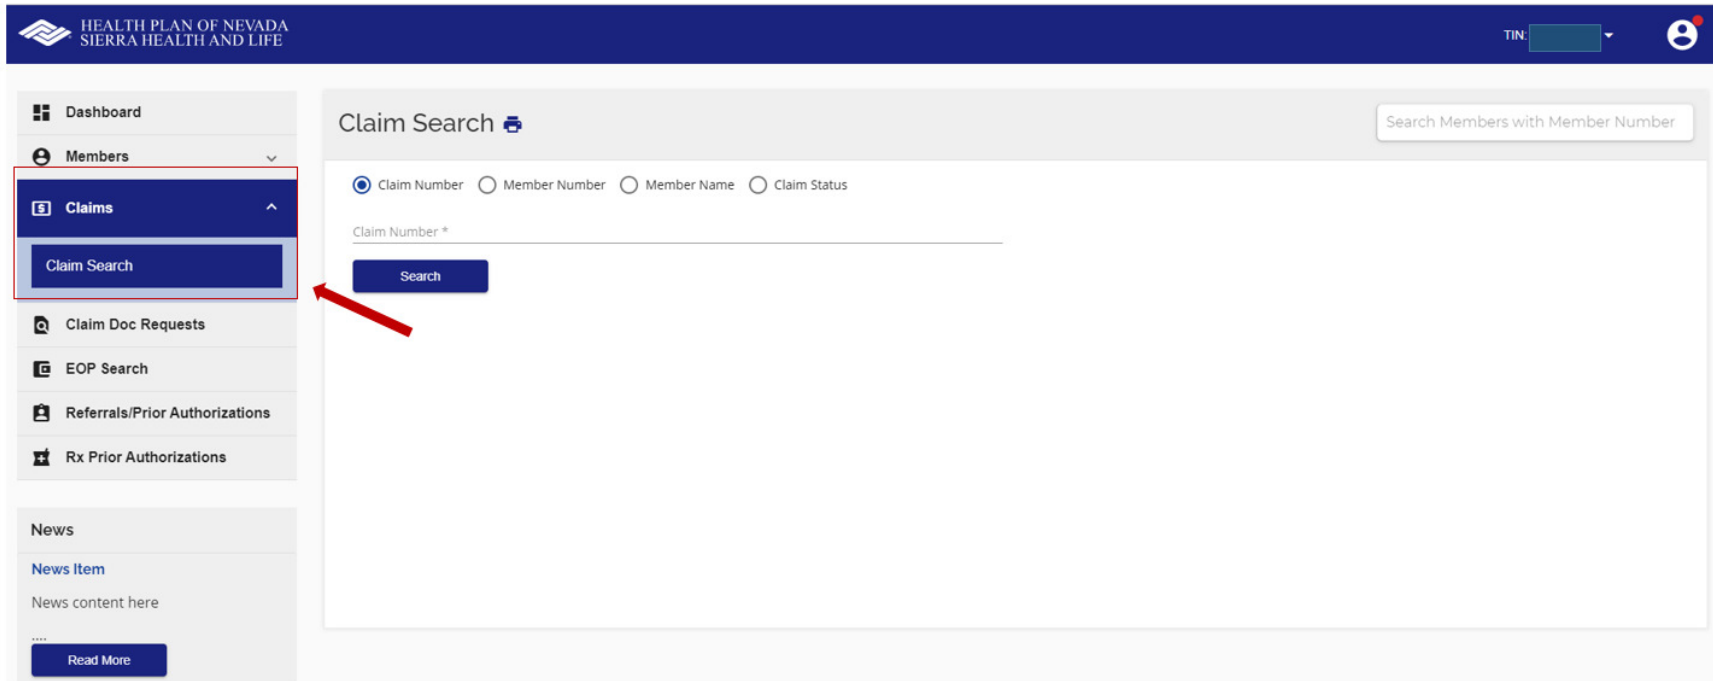 HEALTH PLAN OF NEVADA
SIERRA HEALTH AND LIFE
TIN:
Dashboard
Members
Claims
Claim Search
Claim Doc Requests
EOP Search
Referrals/Prior Authorizations
Rx Prior Authorizations
News
News Item
News content here
....
Read More
Claim Search
Search Members with Member Number
Claim Number Member Number Member Name Claim Status
Claim Number *
Search